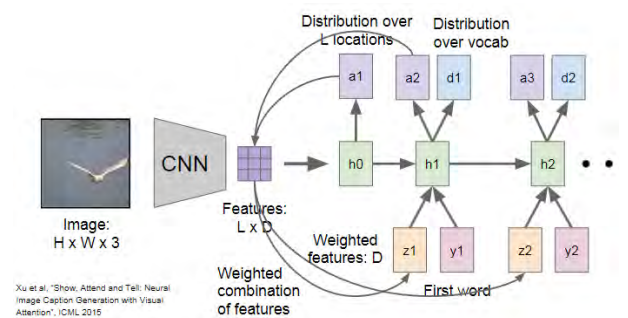 Distribution over
L locations
Distribution
over vocab
a1
a2
d1
a3
d2
CNN
h0
h1
h2
Image:
H x W x 3
Features:
L x D
Weighted
features: D
z1
y1
z2
y2
Weighted
combination
of features
First word
Xu et al, "Show, Attend and Tell: Neural
Image Caption Generation with Visual
Attention", ICML 2015